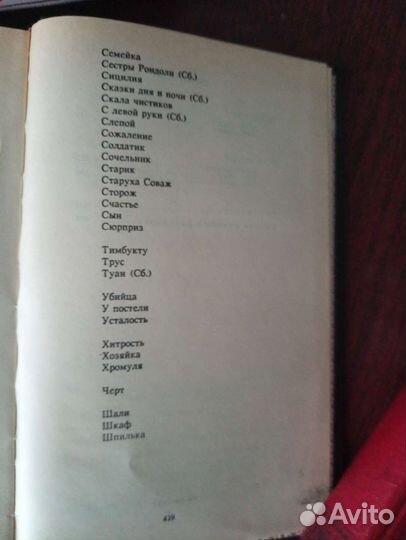 Семейка
Сестры Рондоли (Сб.)
Сицилия
Сказки дня и ночи (Сб.)
Скала чистиков
С левой руки (Сб.)
Слепой
Сожаление
Солдатик
Сочельник
Старик
Старуха Соваж
Сторож
Счастье
Сын
Сюрприз
Тимбукту
Трус
Туан (Сб.)
Убийца
У постели
Усталость
Хитрость
Хозяйка
Хромуля
Черт
Шали
Шкаф
Шпилька
429
Avito